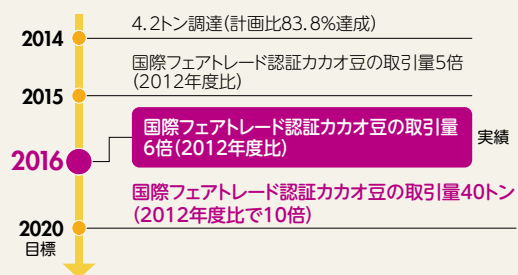 2014
4.2トン調達(計画比83.8%達成)
2015
国際フェアトレード認証カカオ豆の取引量5倍
(2012年度比)
2016
国際フェアトレード認証カカオ豆の取引量
6倍(2012年度比)
実績
2020
目標
国際フェアトレード認証カカオ豆の取引量40トン
(2012年度比で10倍)